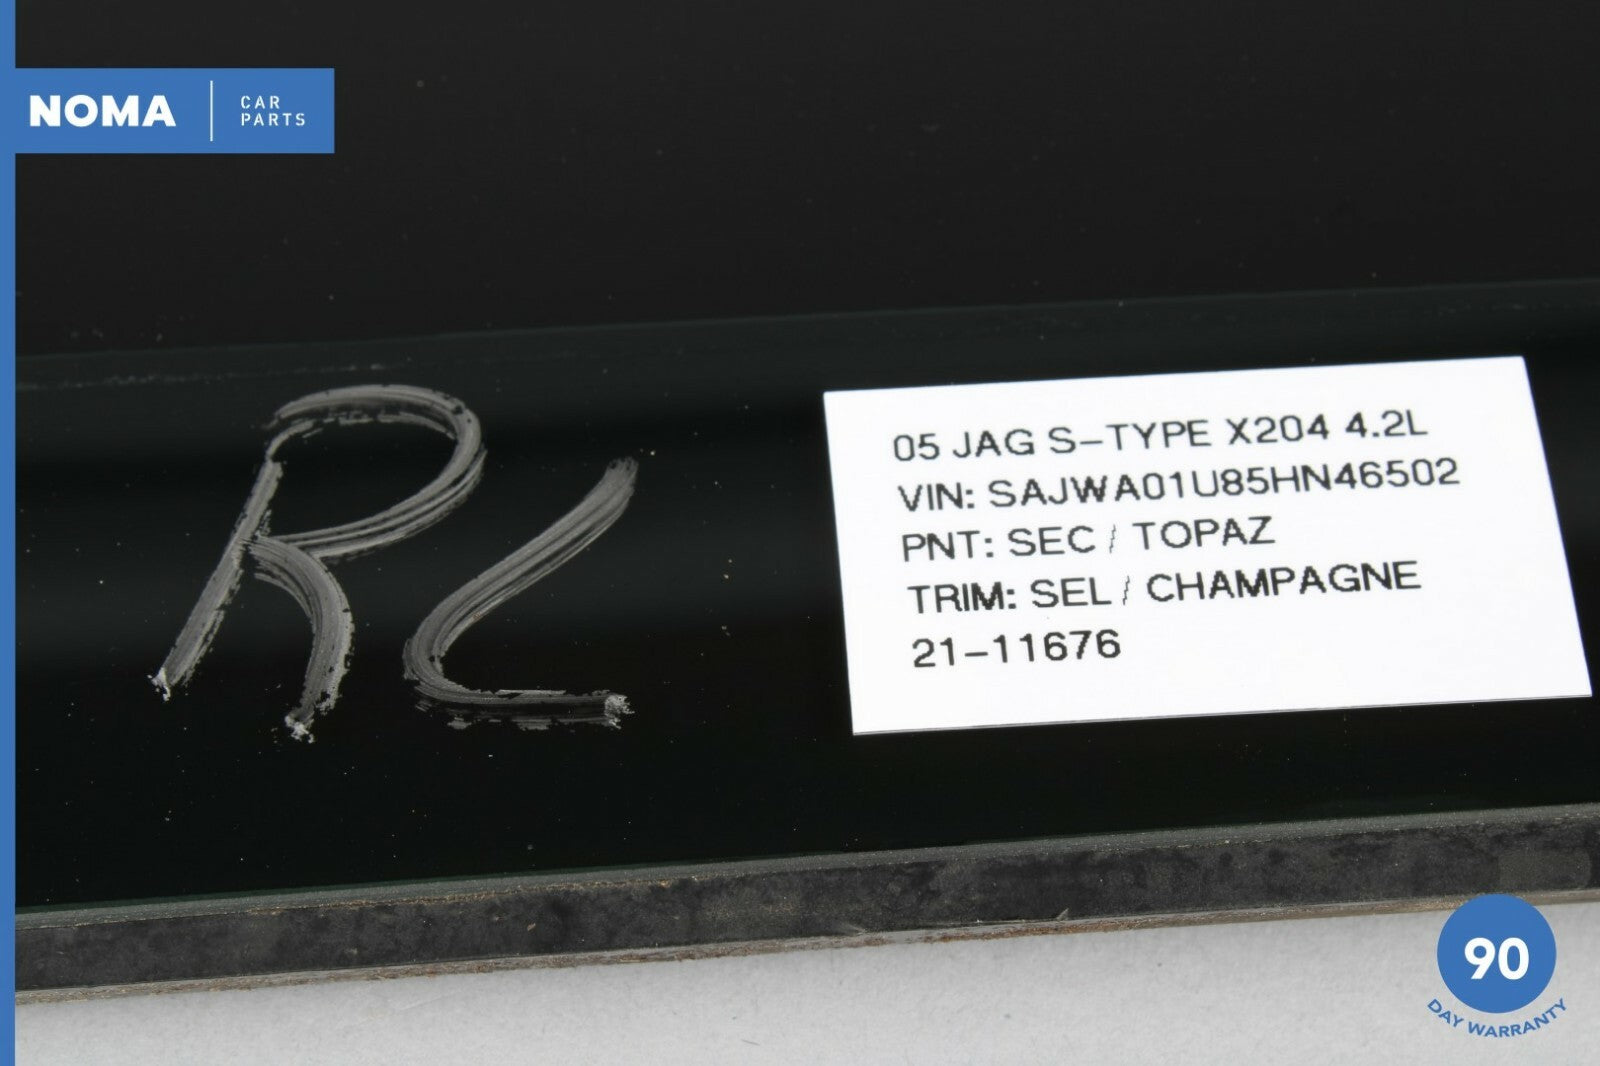 NOMA
CAR
PARTS
RL
05 JAG S-TYPE X204 4.2L
VIN: SAJWA01U85HN46502
PNT: SEC / TOPAZ
TRIM: SEL / CHAMPAGNE
21-11676
90
DAY WARRANTY